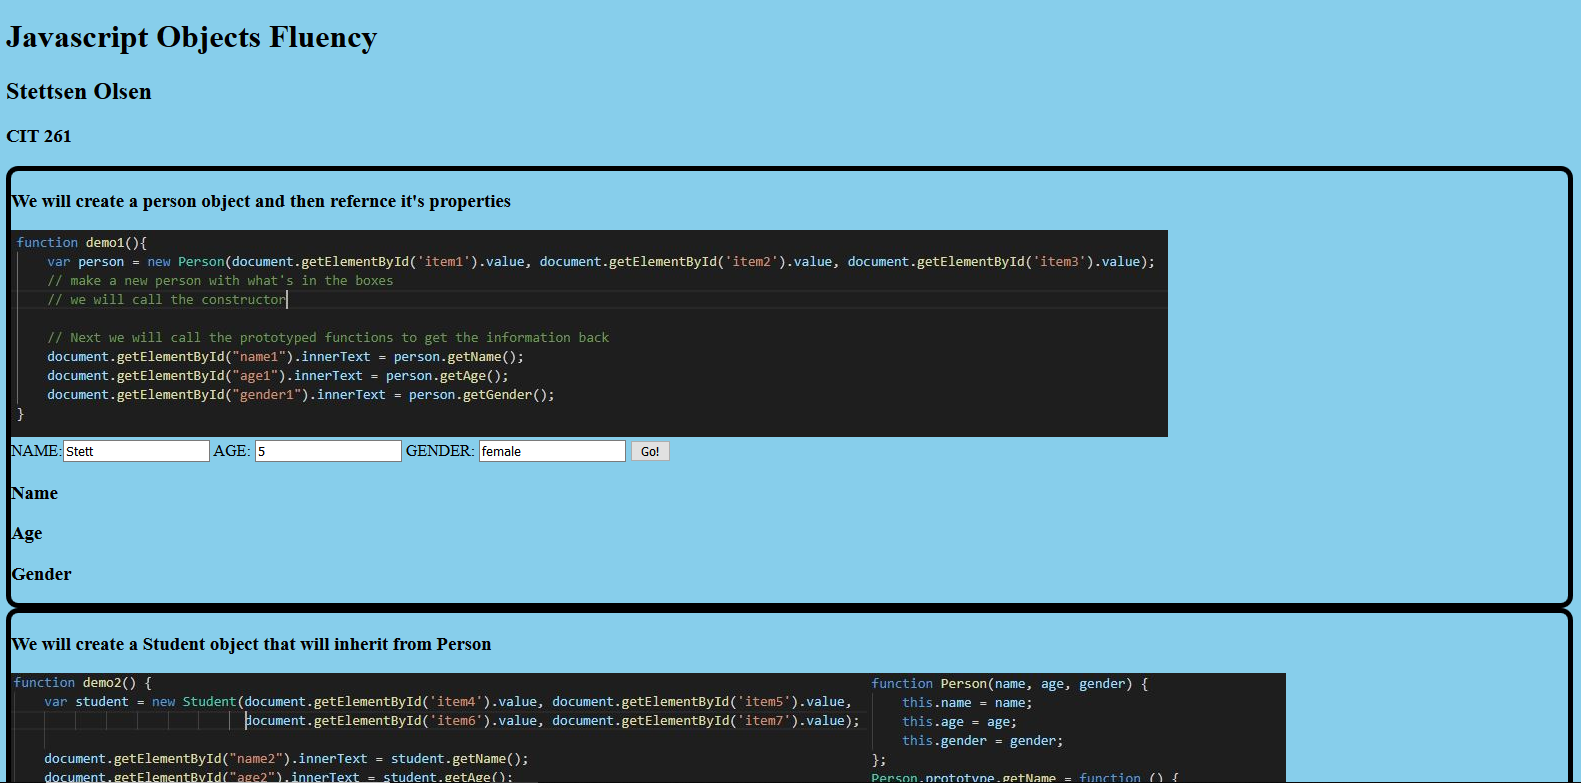 Javascript Objects Fluency
Stettsen Olsen
CIT 261
We will create a person object and then refernce it's properties
function demo1(){
    var person = new Person(document.getElementById('item1').value, document.getElementById('item2').value, document.getElementById('item3').value);
    // make a new person with what's in the boxes
    // we will call the constructor
    // Next we will call the prototyped functions to get the information back
    document.getElementById("name1").innerText = person.getName();
    document.getElementById("age1").innerText = person.getAge();
    document.getElementById("gender1").innerText = person.getGender();
}
NAME: Stett AGE: 5 GENDER: female Go!
Name
Age
Gender
We will create a Student object that will inherit from Person
function demo2() {
    var student = new Student(document.getElementById('item4').value, document.getElementById('item5').value,
    document.getElementById('item6').value, document.getElementById('item7').value);
    document.getElementById("name2").innerText = student.getName();
    document.getElementById("age2").innerText = student.getAge();
function Person(name, age, gender) {
    this.name = name;
    this.age = age;
    this.gender = gender;
};
Person.prototype.getName = function () {